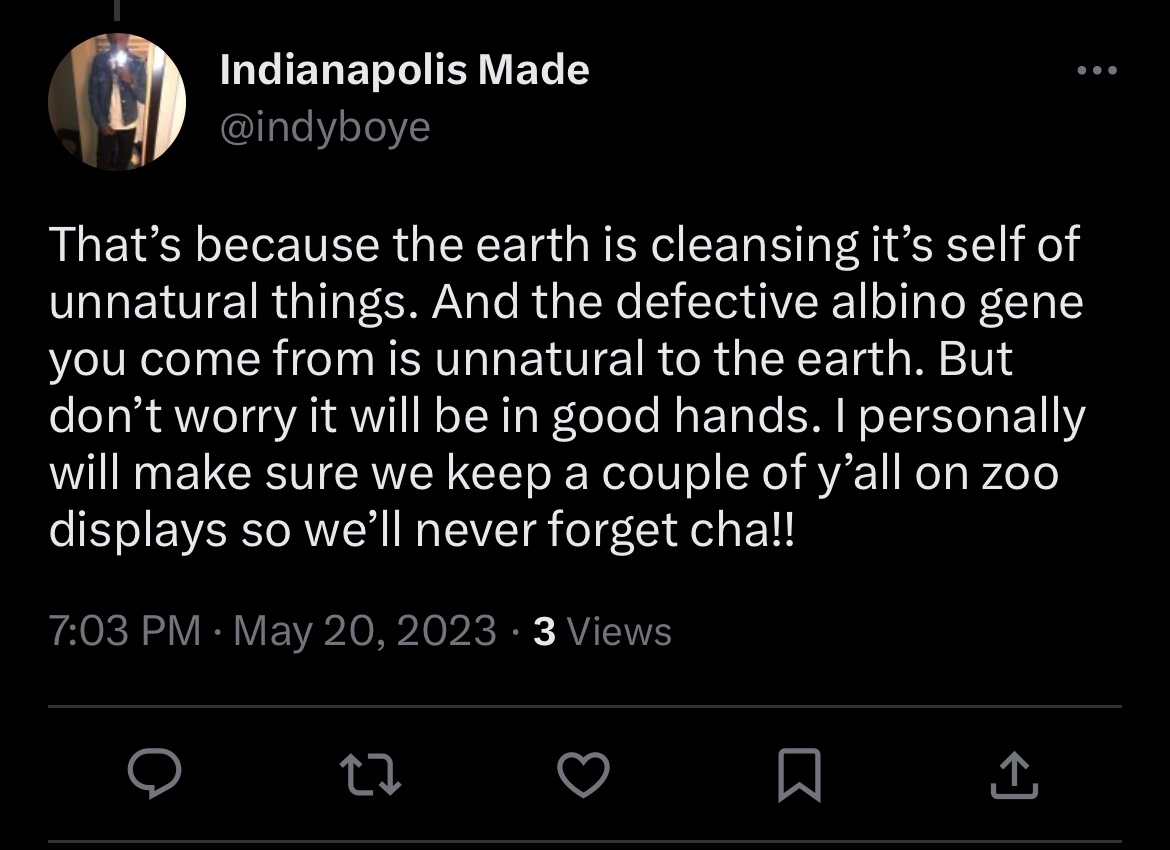 Indianapolis Made
@indyboye
That’s because the earth is cleansing it’s self of
unnatural things. And the defective albino gene
you come from is unnatural to the earth. But
don’t worry it will be in good hands. I personally
will make sure we keep a couple of y’all on zoo
displays so we’ll never forget cha!!
7:03 PM · May 20, 2023 · 3 Views